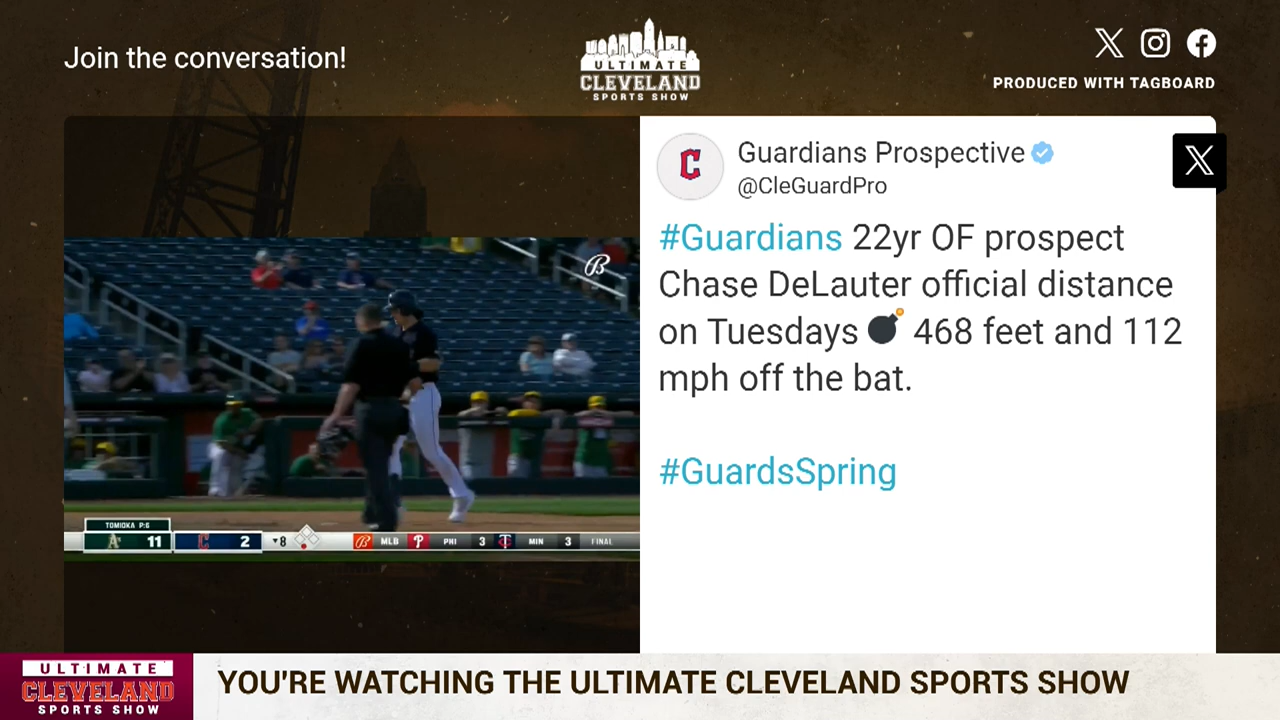 Join the conversation!
ULTIMATE
CLEVELAND
SPORTS SHOW
PRODUCED WITH TAGBOARD
Guardians Prospective
@CleGuardPro
#Guardians 22yr OF prospect
Chase DeLauter official distance
on Tuesdays 468 feet and 112
mph off the bat.
#GuardsSpring
TOMIOKA P:6
A's 11 C 2 ▾8 B MLB P PHI 3 MIN 3 FINAL
ULTIMATE
CLEVELAND
SPORTS SHOW
YOU'RE WATCHING THE ULTIMATE CLEVELAND SPORTS SHOW